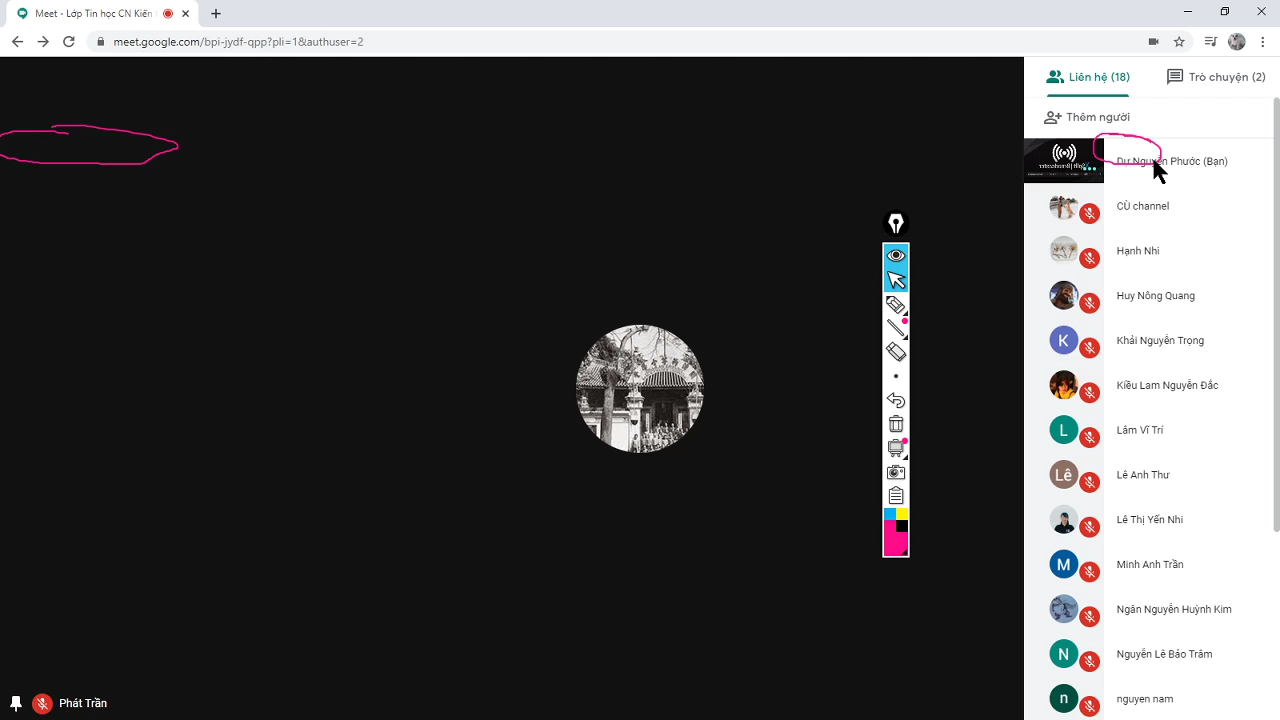 Meet - Lớp Tin học CN Kiến
meet.google.com/bpi-jydf-qpp?pli=1&authuser=2
Liên hệ (18)
Trò chuyện (2)
Thêm người
Dự Nguyễn Phước (Bạn)
CÙ channel
Hạnh Nhi
Huy Nông Quang
K
Khải Nguyễn Trọng
Kiều Lam Nguyễn Đắc
L
Lâm Vĩ Trí
Lê
Lê Anh Thư
Lê Thị Yến Nhi
M
Minh Anh Trần
Ngân Nguyễn Huỳnh Kim
N
Nguyễn Lê Bảo Trâm
n
nguyen nam
Phát Trần